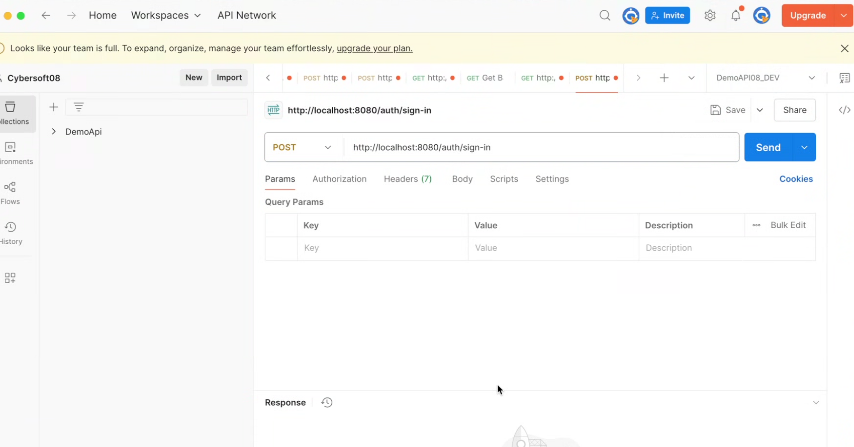 Home Workspaces API Network Invite Upgrade
Looks like your team is full. To expand, organize, manage your team effortlessly, upgrade your plan.
Cybersoft08 New Import POST http POST http: GET http:, GET Get B GET http:, POST http DemoAPI08_DEV
http://localhost:8080/auth/sign-in Save Share
DemoApi
POST http://localhost:8080/auth/sign-in Send
Params Authorization Headers (7) Body Scripts Settings Cookies
Query Params
Key Value Description Bulk Edit
Key Value Description
Flows
History
Response